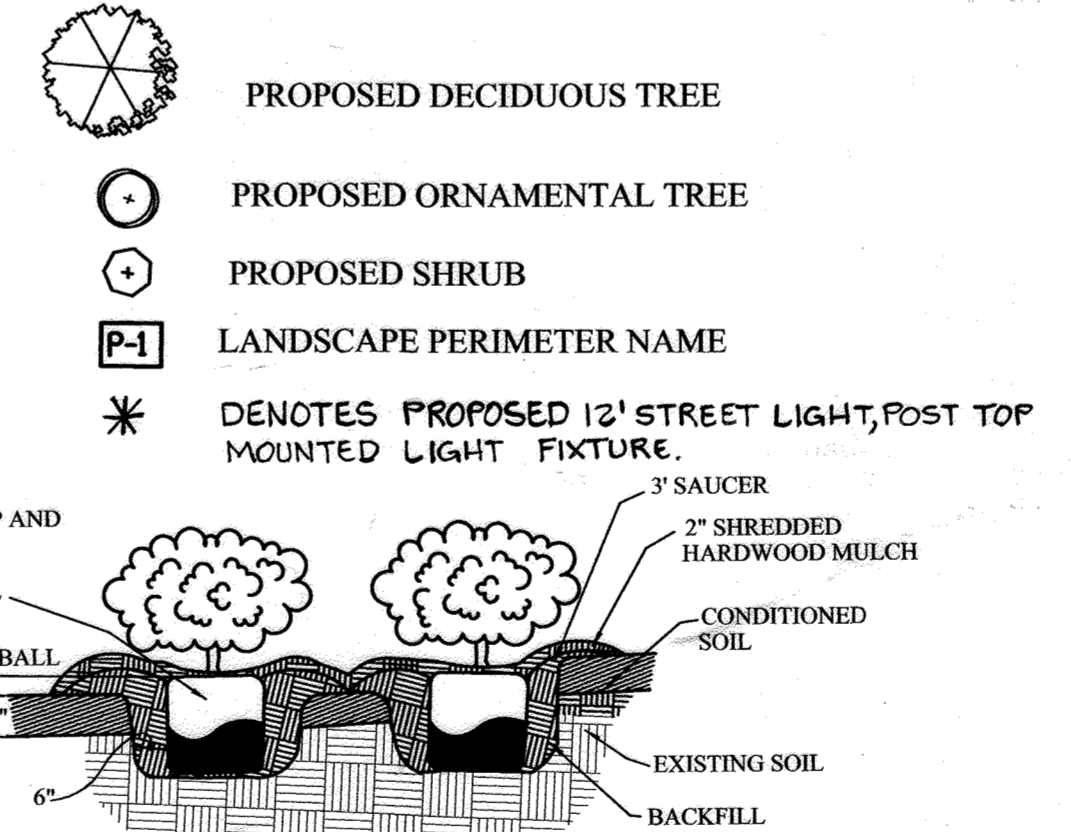 PROPOSED DECIDUOUS TREE
PROPOSED ORNAMENTAL TREE
PROPOSED SHRUB
P-1 LANDSCAPE PERIMETER NAME
DENOTES PROPOSED 12' STREET LIGHT, POST TOP
MOUNTED LIGHT FIXTURE.
3' SAUCER
AND
2" SHREDDED
HARDWOOD MULCH
CONDITIONED
SOIL
BALL
EXISTING SOIL
6"
BACKFILL